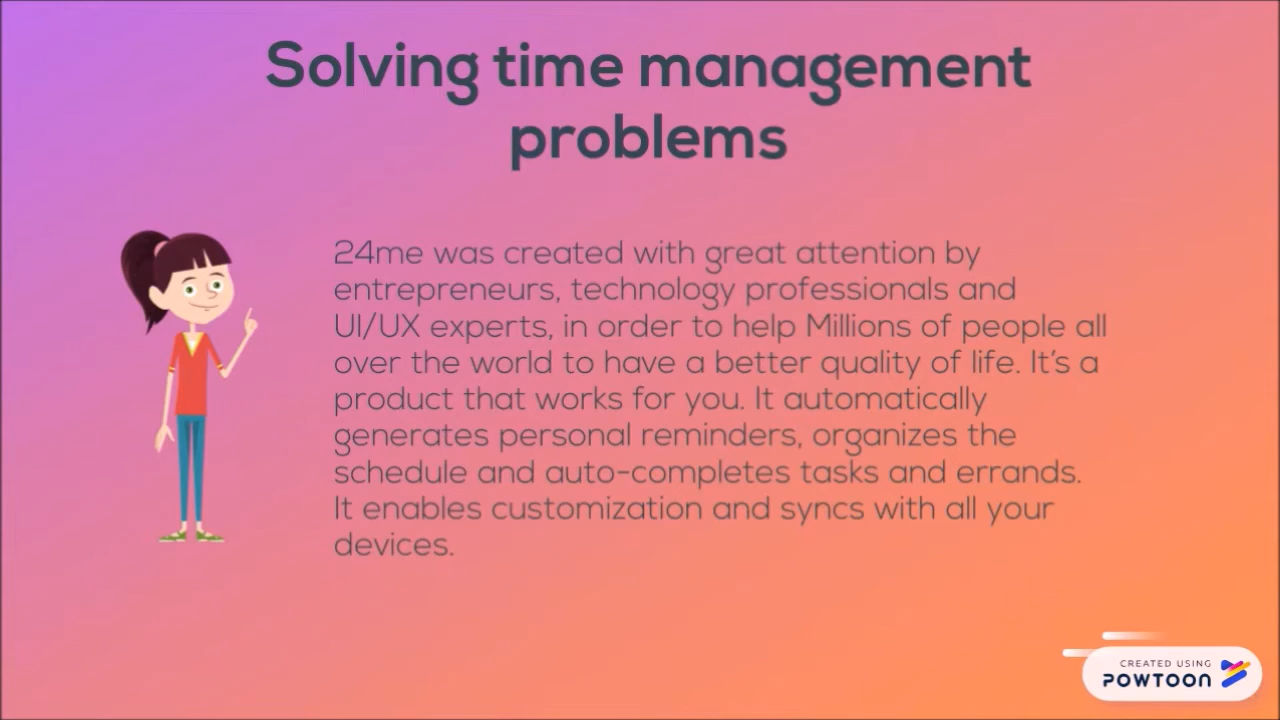 Solving time management
problems
24me was created with great attention by
entrepreneurs, technology professionals and
UI/UX experts, in order to help Millions of people all
over the world to have a better quality of life. It's a
product that works for you. It automatically
generates personal reminders, organizes the
schedule and auto-completes tasks and errands.
It enables customization and syncs with all your
devices.
CREATED USING
POWTOON